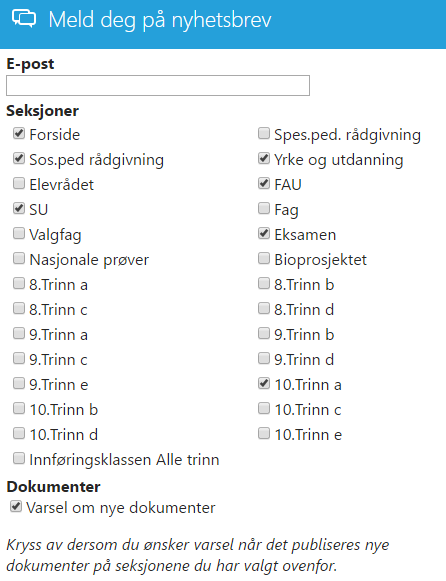 Meld deg på nyhetsbrev
E-post
Seksjoner
Forside Spes.ped. rådgivning
Sos.ped rådgivning Yrke og utdanning
Elevrådet FAU
SU Fag
Valgfag Eksamen
Nasjonale prøver Bioprosjektet
8.Trinn a 8.Trinn b
8.Trinn c 8.Trinn d
9.Trinn a 9.Trinn b
9.Trinn c 9.Trinn d
9.Trinn e 10.Trinn a
10.Trinn b 10.Trinn c
10.Trinn d 10.Trinn e
Innføringsklassen Alle trinn
Dokumenter
Varsel om nye dokumenter
Kryss av dersom du ønsker varsel når det publiseres nye
dokumenter på seksjonene du har valgt ovenfor.